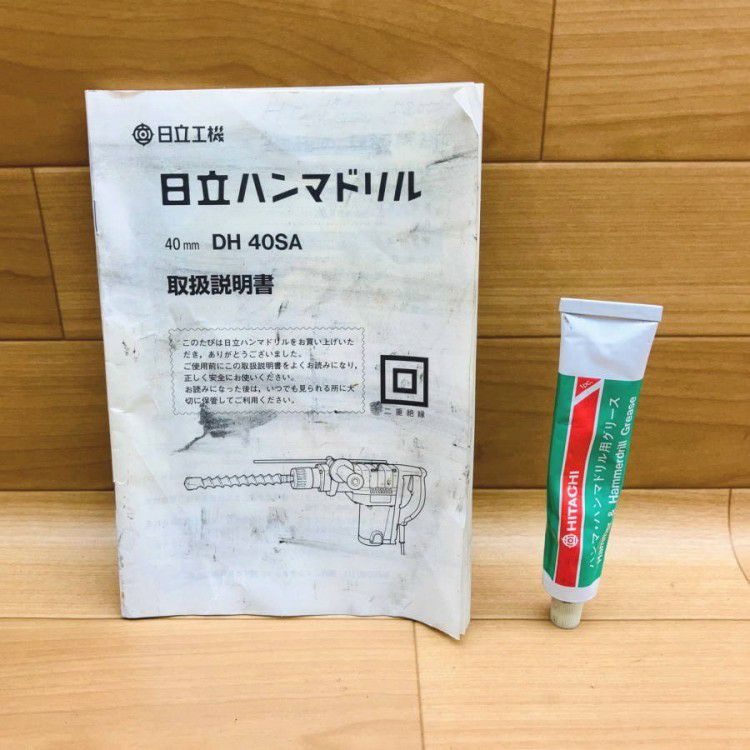 日立工機
日立ハンマドリル
40mm DH 40SA
取扱説明書
このたびは日立ハンマドリルをお買い上げいた
だき，ありがとうございました。
ご使用前にこの取扱説明書をよくお読みになり，
正しく安全にお使いください。
お読みになった後は，いつでも見られる所に大
切に保管してご利用ください。
二重絶縁
HITACHI
ハンマ・ハンマドリル用グリース
& Hammerdrill Grease